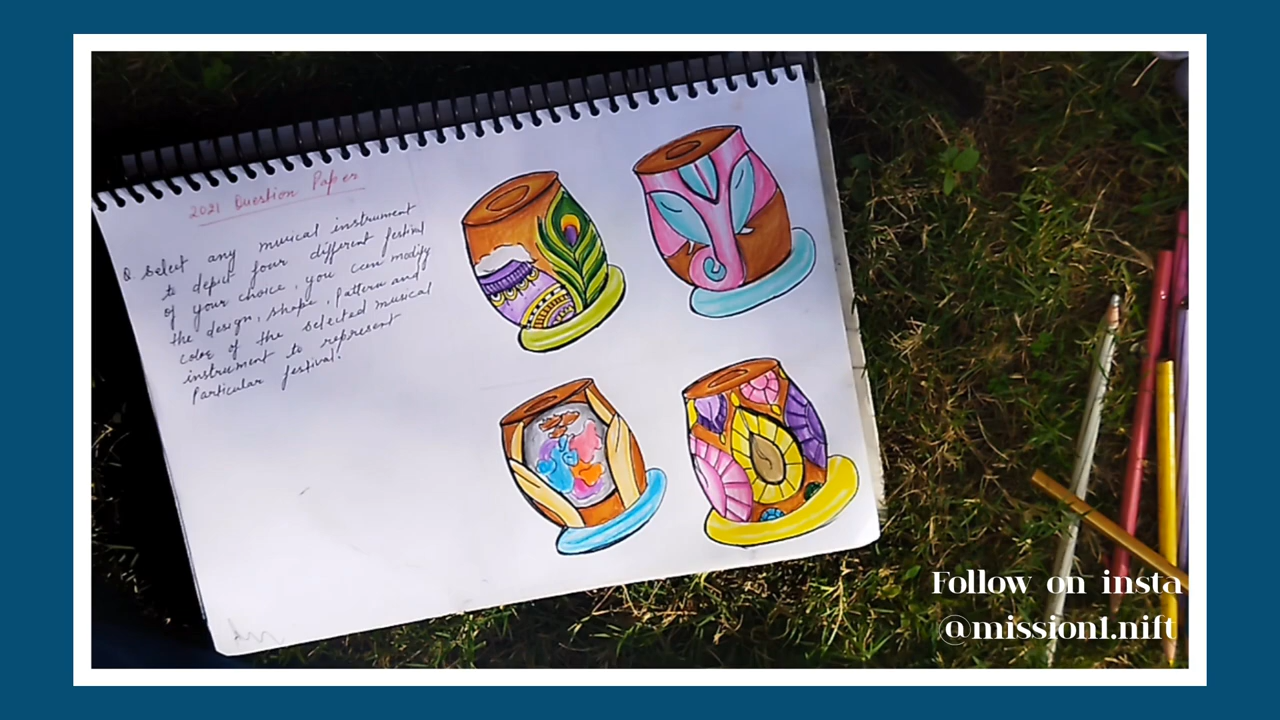 2021 Question Paper
Q. Select any musical instrument
to depict four different festival
of your choice, you can modify
the design, shape, Pattern and
color of the selected musical
instrument to represent
Particular festival.
Follow on insta
@mission1.nift